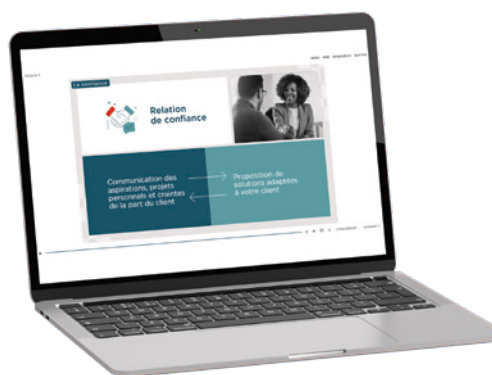 La confiance
Relation
de confiance
Communication des
aspirations, projets
personnels et craintes
de la part du client
Proposition de
solutions adaptées
à votre client